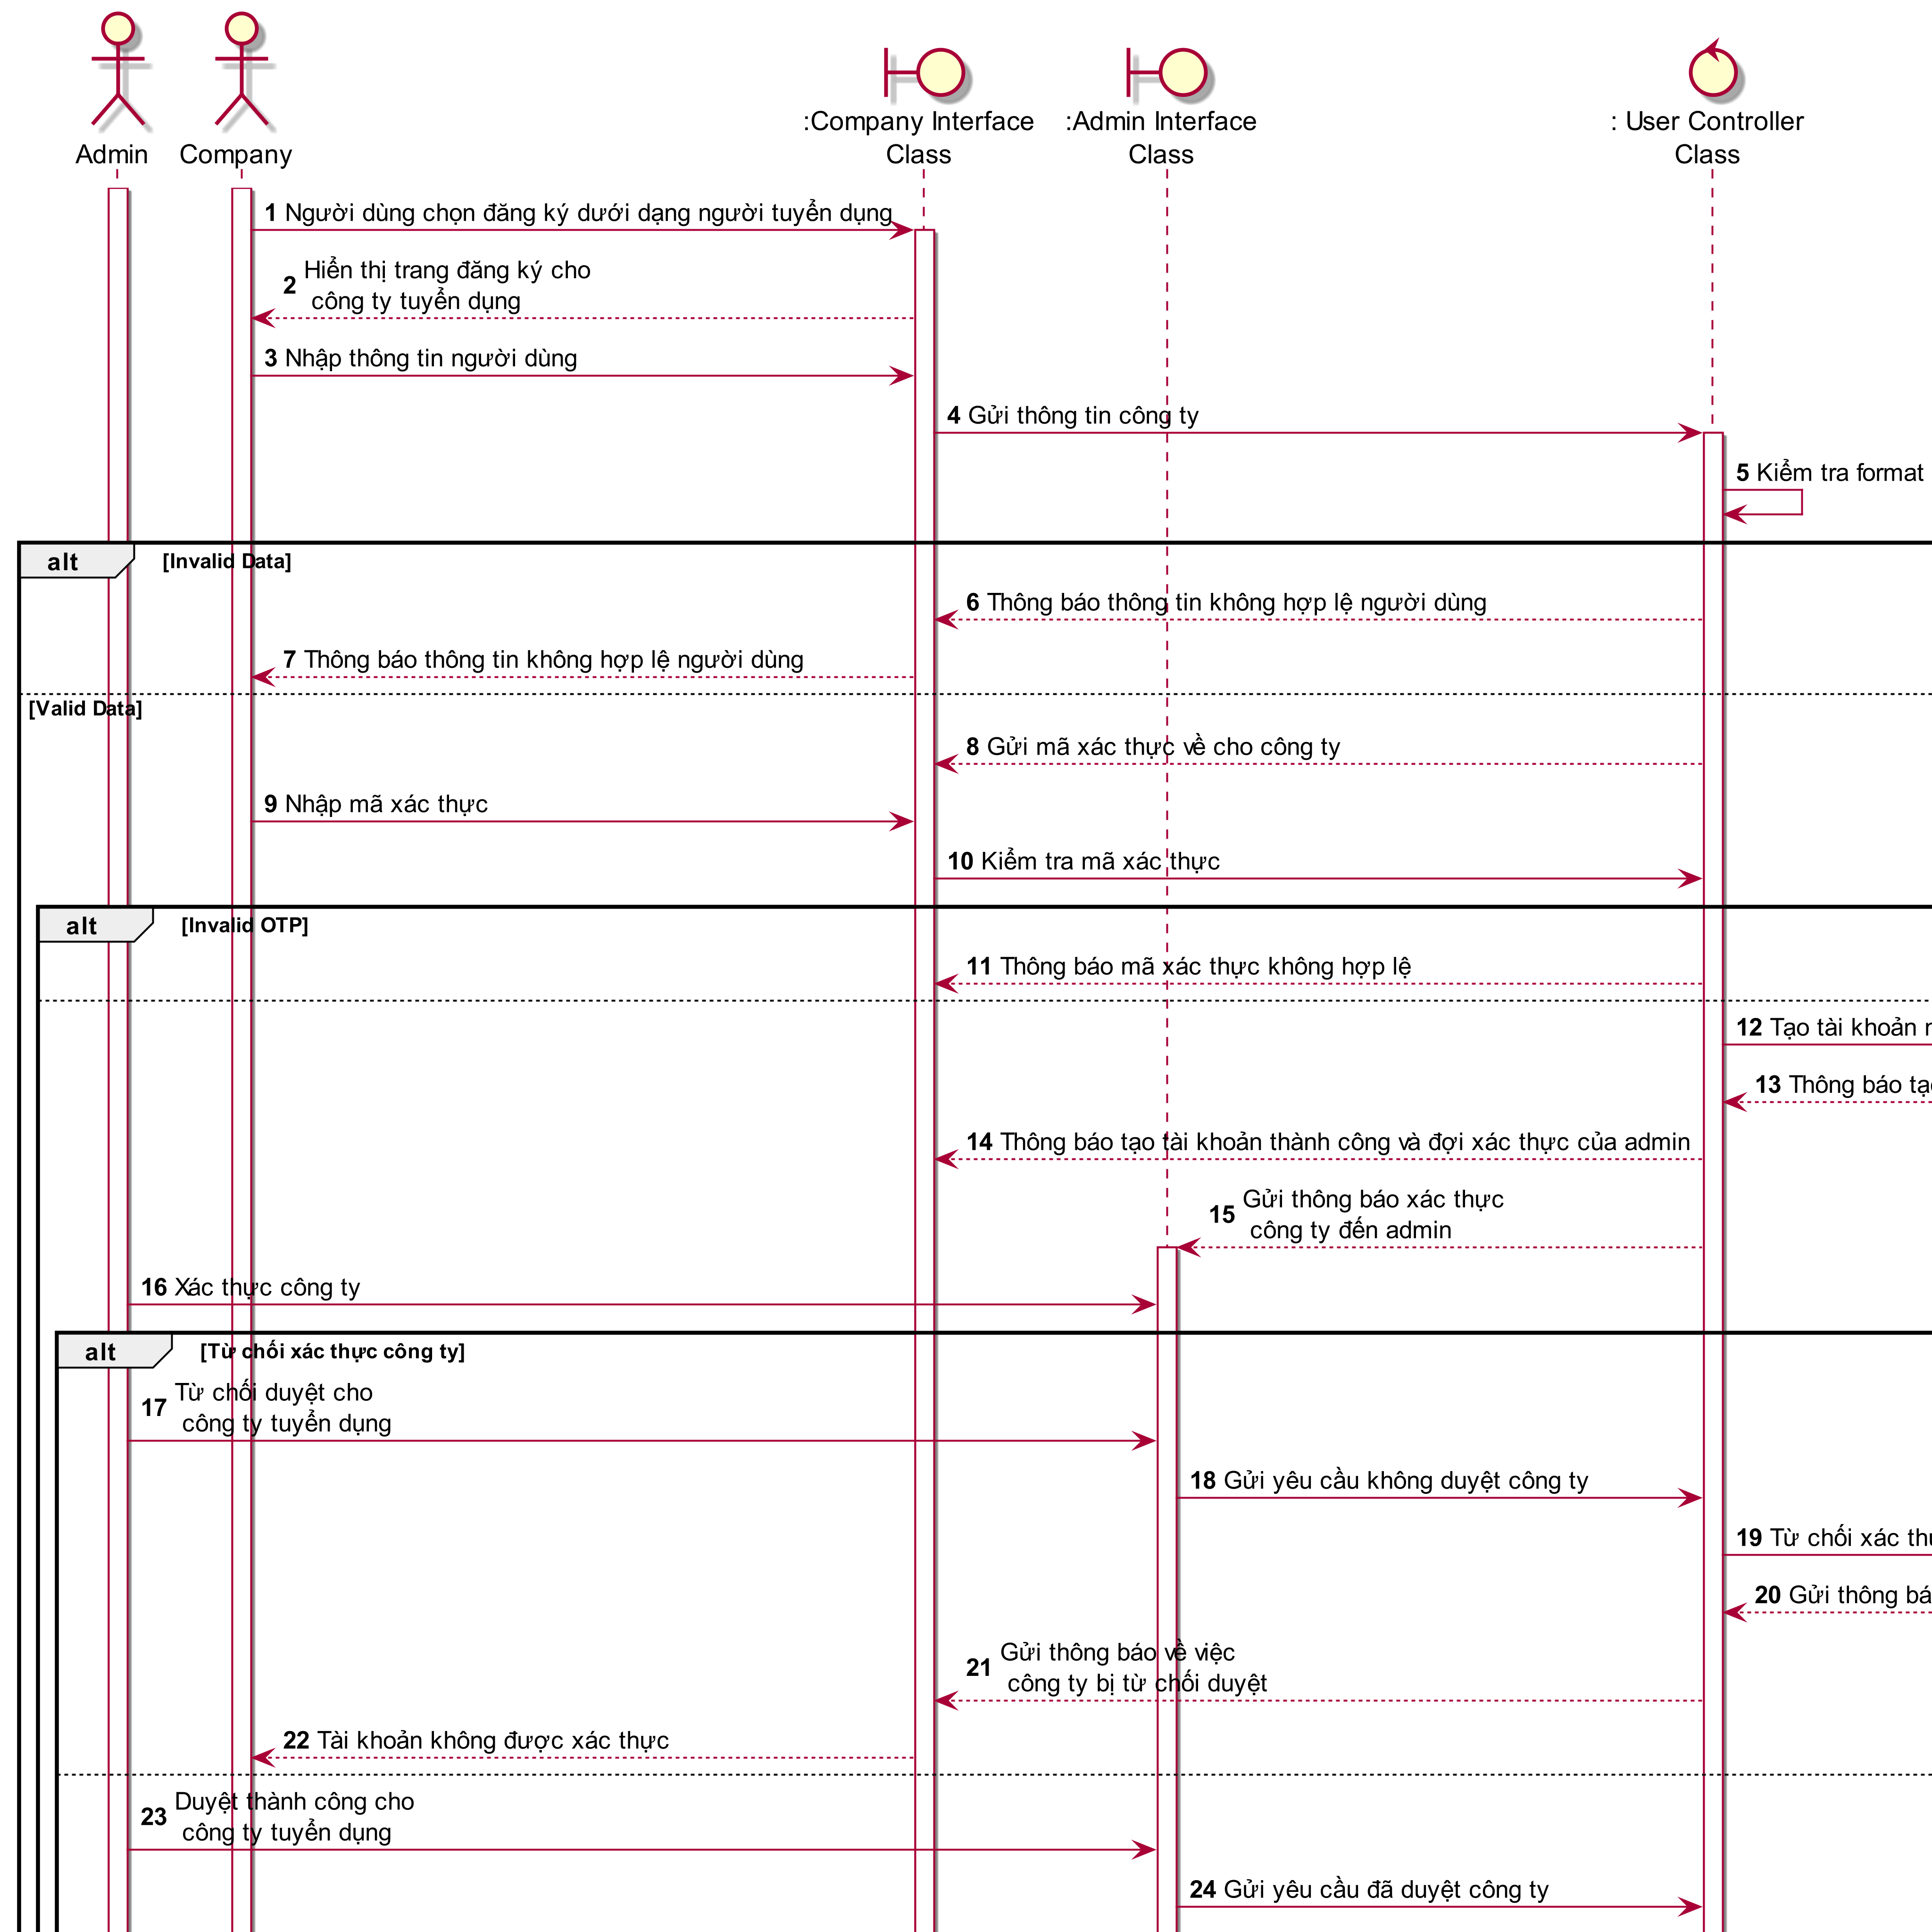 Admin
Company
:Company Interface
Class
:Admin Interface
Class
: User Controller
Class
1 Người dùng chọn đăng ký dưới dạng người tuyển dụng
2 Hiển thị trang đăng ký cho
công ty tuyển dụng
3 Nhập thông tin người dùng
4 Gửi thông tin công ty
5 Kiểm tra format
alt [Invalid Data]
6 Thông báo thông tin không hợp lệ người dùng
7 Thông báo thông tin không hợp lệ người dùng
[Valid Data]
8 Gửi mã xác thực về cho công ty
9 Nhập mã xác thực
10 Kiểm tra mã xác thực
alt [Invalid OTP]
11 Thông báo mã xác thực không hợp lệ
12 Tạo tài khoản
13 Thông báo
14 Thông báo tạo tài khoản thành công và đợi xác thực của admin
15 Gửi thông báo xác thực
công ty đến admin
16 Xác thực công ty
alt [Từ chối xác thực công ty]
17 Từ chối duyệt cho
công ty tuyển dụng
18 Gửi yêu cầu không duyệt công ty
19 Từ chối xác
20 Gửi thông
21 Gửi thông báo về việc
công ty bị từ chối duyệt
22 Tài khoản không được xác thực
23 Duyệt thành công cho
công ty tuyển dụng
24 Gửi yêu cầu đã duyệt công ty